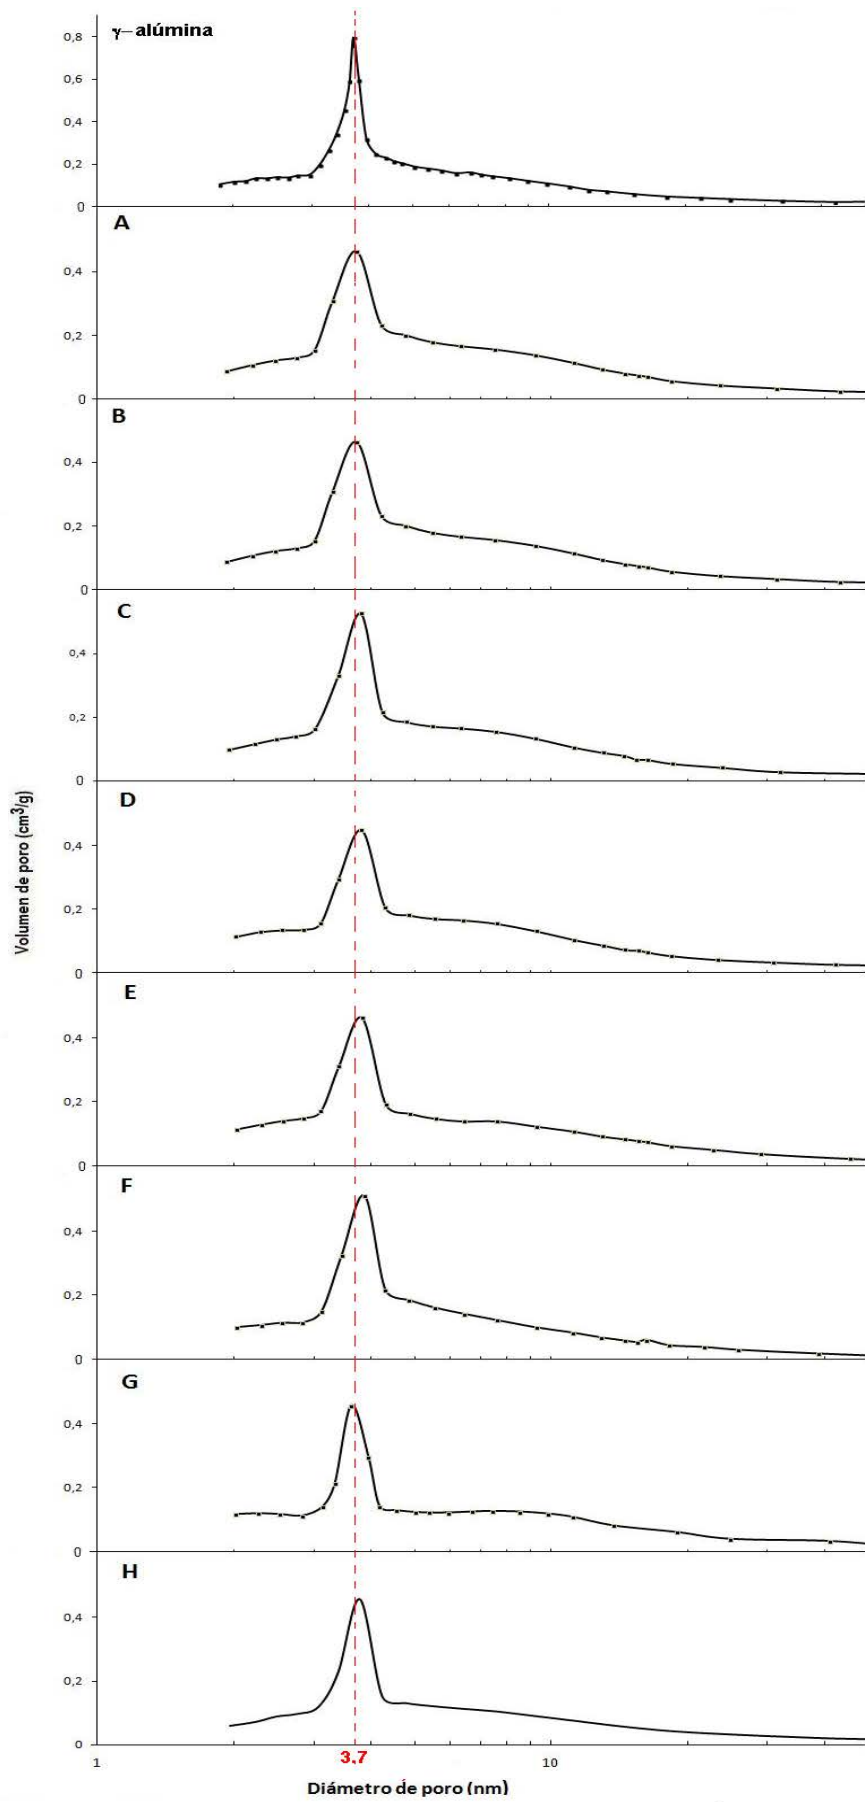 γ-alúmina
0,8
0,6
0,4
0,2
0
A
0,4
0,2
0
B
0,4
0,2
0
C
0,4
0,2
0
D
0,4
0,2
0
E
0,4
0,2
0
F
0,4
0,2
0
G
0,4
0,2
0
H
0,4
0,2
0
Volumen de poro (cm³/g)
1
3.7
10
Diámetro de poro (nm)